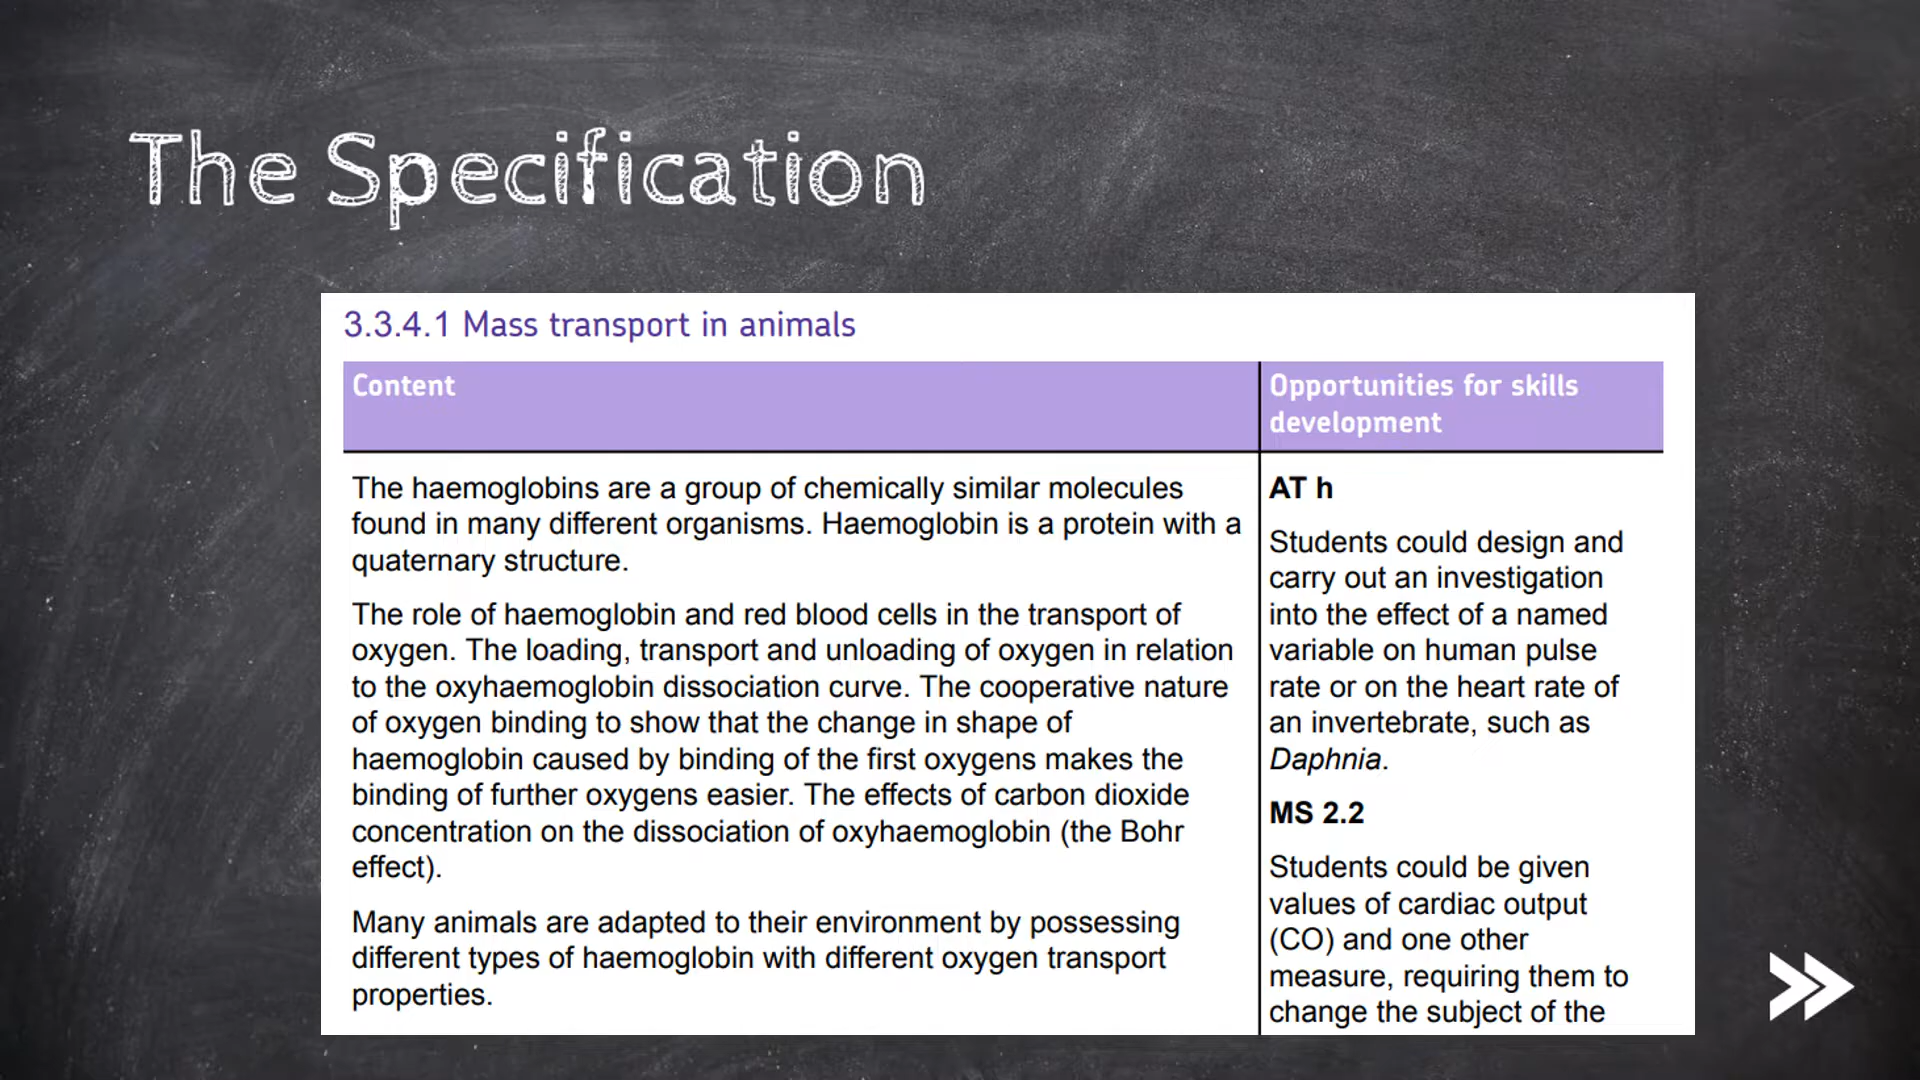 The Specification
3.3.4.1 Mass transport in animals
Content
Opportunities for skills
development
The haemoglobins are a group of chemically similar molecules
found in many different organisms. Haemoglobin is a protein with a
quaternary structure.
The role of haemoglobin and red blood cells in the transport of
oxygen. The loading, transport and unloading of oxygen in relation
to the oxyhaemoglobin dissociation curve. The cooperative nature
of oxygen binding to show that the change in shape of
haemoglobin caused by binding of the first oxygens makes the
binding of further oxygens easier. The effects of carbon dioxide
concentration on the dissociation of oxyhaemoglobin (the Bohr
effect).
Many animals are adapted to their environment by possessing
different types of haemoglobin with different oxygen transport
properties.
AT h
Students could design and
carry out an investigation
into the effect of a named
variable on human pulse
rate or on the heart rate of
an invertebrate, such as
Daphnia.
MS 2.2
Students could be given
values of cardiac output
(CO) and one other
measure, requiring them to
change the subject of the